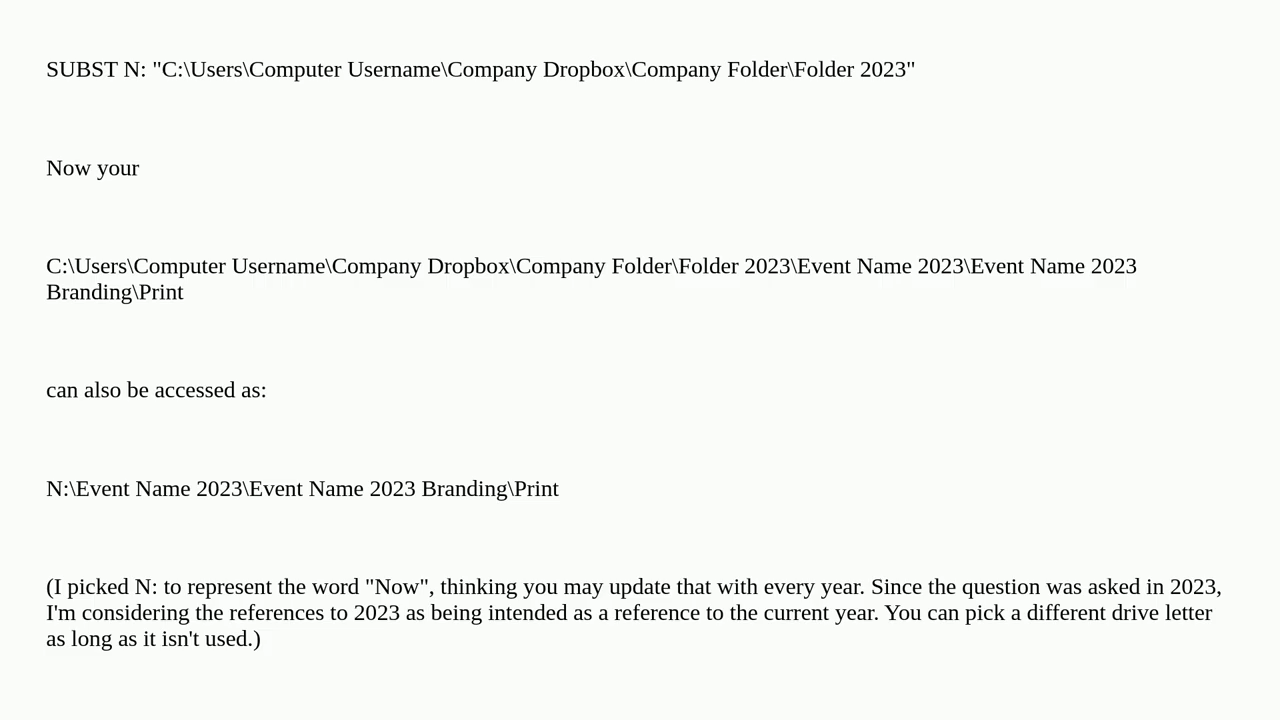 SUBST N: "C:\Users\Computer Username\Company Dropbox\Company Folder\Folder 2023"
Now your
C:\Users\Computer Username\Company Dropbox\Company Folder\Folder 2023\Event Name 2023\Event Name 2023
Branding\Print
can also be accessed as:
N:\Event Name 2023\Event Name 2023 Branding\Print
(I picked N: to represent the word "Now", thinking you may update that with every year. Since the question was asked in 2023,
I'm considering the references to 2023 as being intended as a reference to the current year. You can pick a different drive letter
as long as it isn't used.)